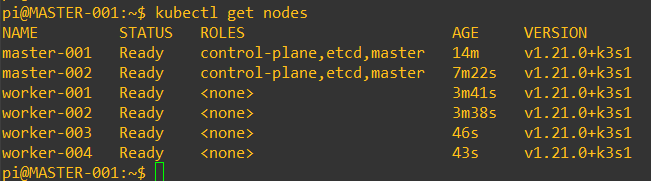 pi@MASTER-001:~$ kubectl get nodes
NAME         STATUS   ROLES                       AGE     VERSION
master-001   Ready    control-plane,etcd,master   14m     v1.21.0+k3s1
master-002   Ready    control-plane,etcd,master   7m22s   v1.21.0+k3s1
worker-001   Ready    <none>                      3m41s   v1.21.0+k3s1
worker-002   Ready    <none>                      3m38s   v1.21.0+k3s1
worker-003   Ready    <none>                      46s     v1.21.0+k3s1
worker-004   Ready    <none>                      43s     v1.21.0+k3s1
pi@MASTER-001:~$